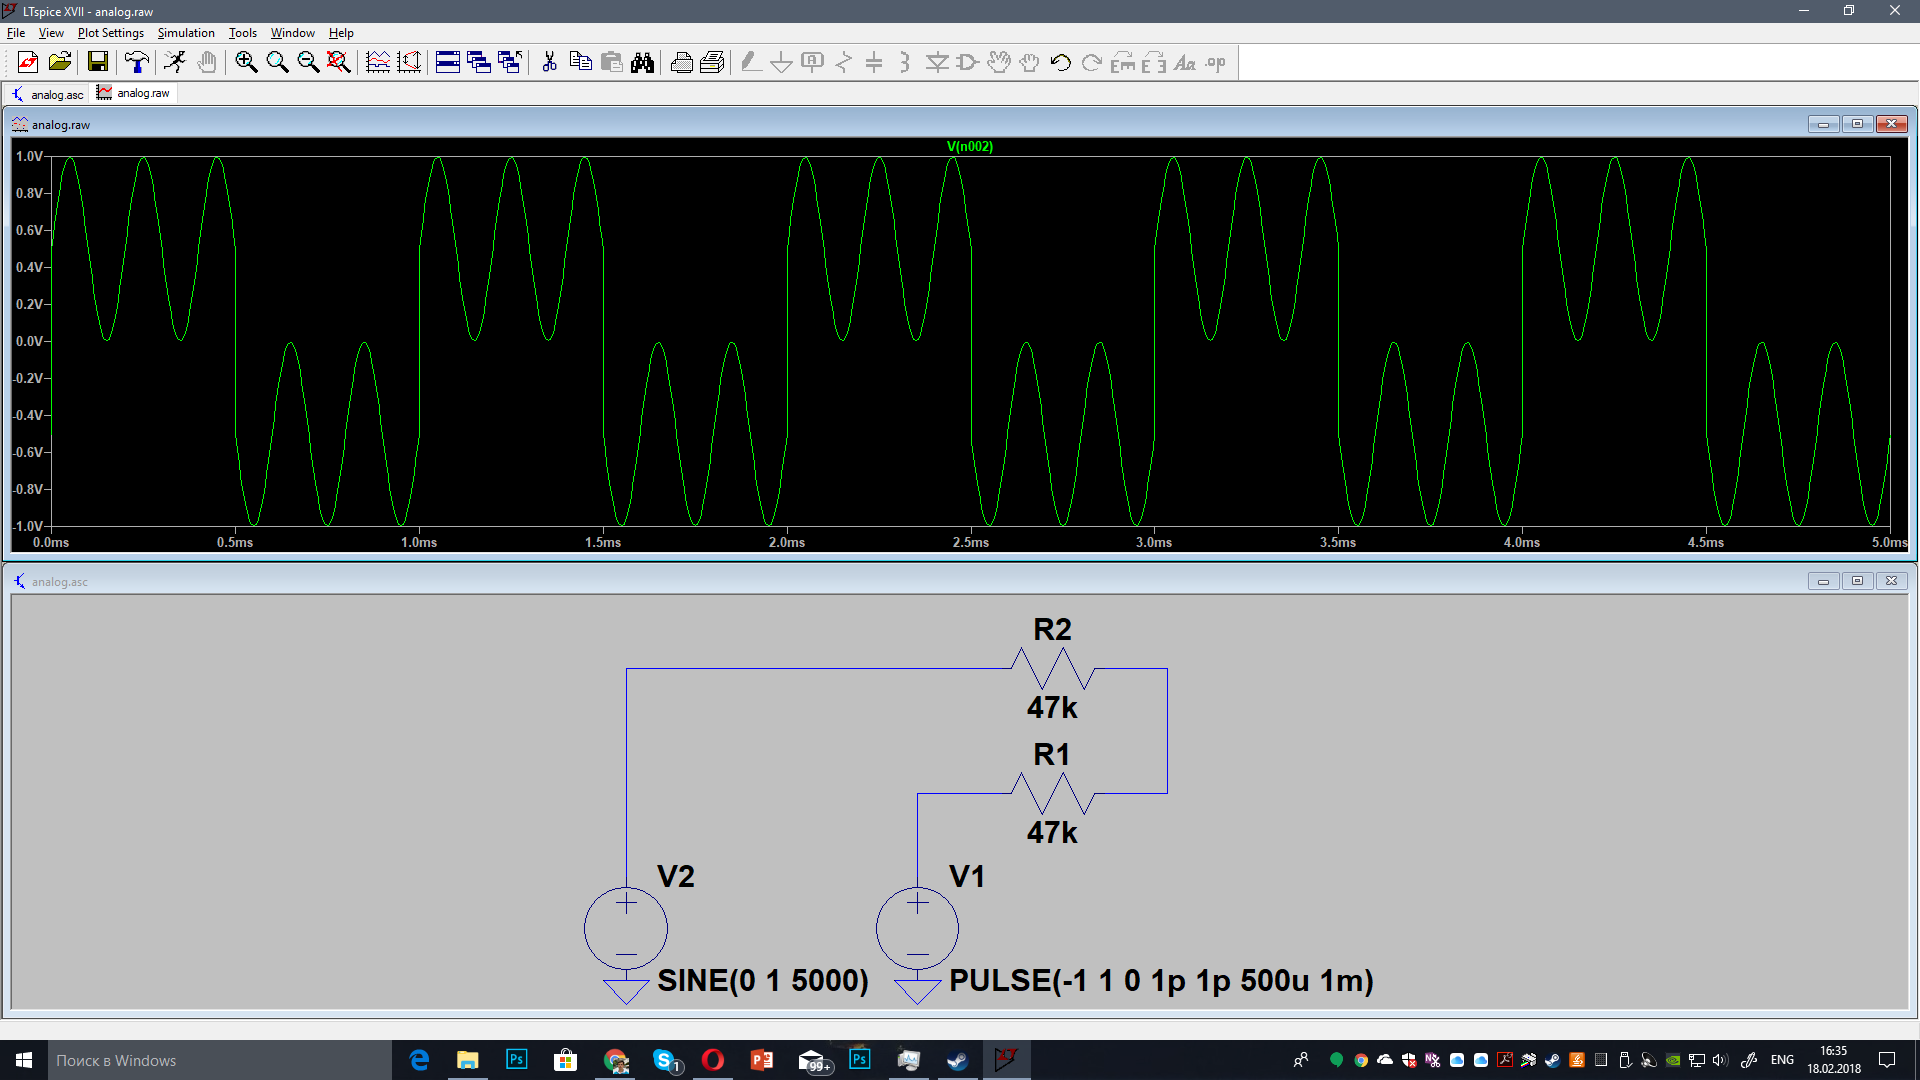 LTspice XVII - analog.raw
File View Plot Settings Simulation Tools Window Help
analog.asc analog.raw
analog.raw
V(n002)
1.0V
0.8V
0.6V
0.4V
0.2V
0.0V
-0.2V
-0.4V
-0.6V
-0.8V
-1.0V
0.0ms 0.5ms 1.0ms 1.5ms 2.0ms 2.5ms 3.0ms 3.5ms 4.0ms 4.5ms 5.0ms
analog.asc
R2
47k
R1
47k
V2 V1
SINE(0 1 5000) PULSE(-1 1 0 1p 1p 500u 1m)
Поиск в Windows
99+
1
ENG
16:35
18.02.2018